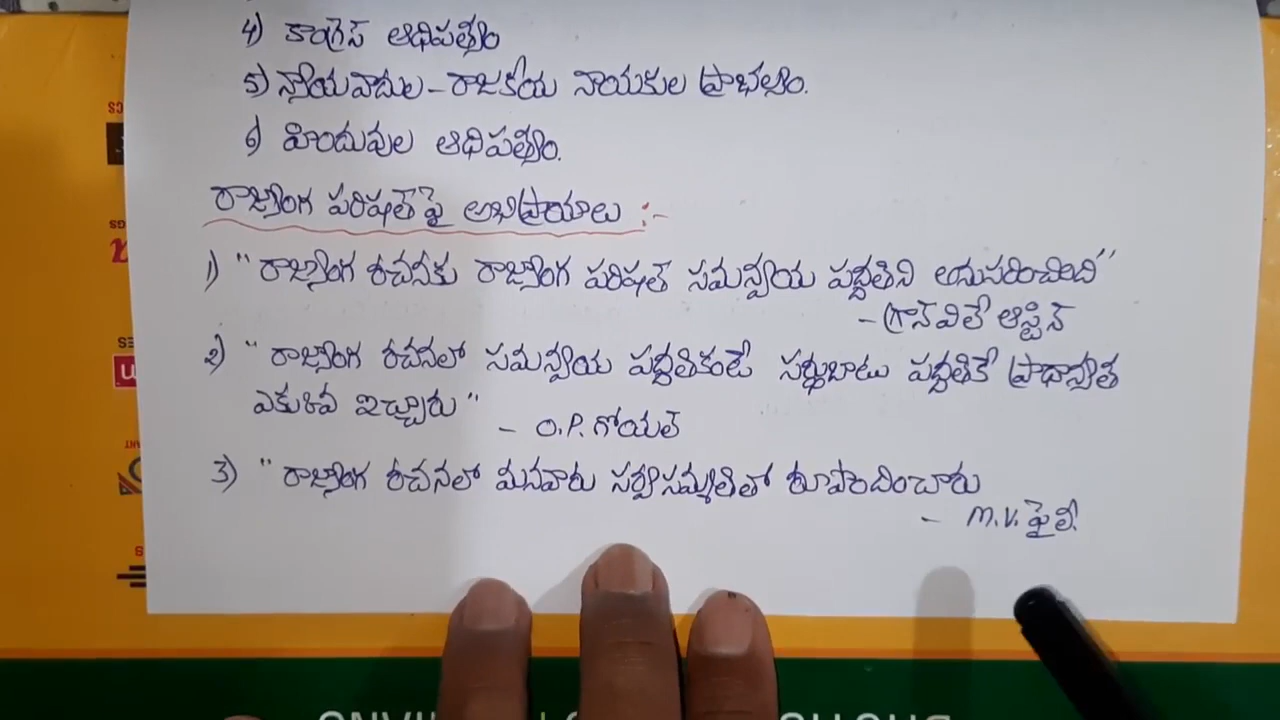 4) కాంగ్రెస్ ఆధిపత్యం
5) న్యాయవాదుల - రాజకీయ నాయకుల ప్రాభల్యం.
6) హిందువుల ఆధిపత్యం.
రాజ్యాంగ పరిషత్ పై అభిప్రాయాలు :-
1) " రాజ్యాంగ రచనకు రాజ్యాంగ పరిషత్ సమన్వయ పద్ధతిని అనుసరించింది"
- గ్రాన్ విలే ఆస్టిన్
2) " రాజ్యాంగ రచనలో సమన్వయ పద్ధతికంటే సర్దుబాటు పద్ధతికే ప్రాధాన్యత
ఎక్కువ ఇచ్చారు"
- O.P. గోయల్
3) " రాజ్యాంగ రచనలో మనవారు సర్వసమ్మతితో రూపొందించారు
- M.V. ఫైలీ.